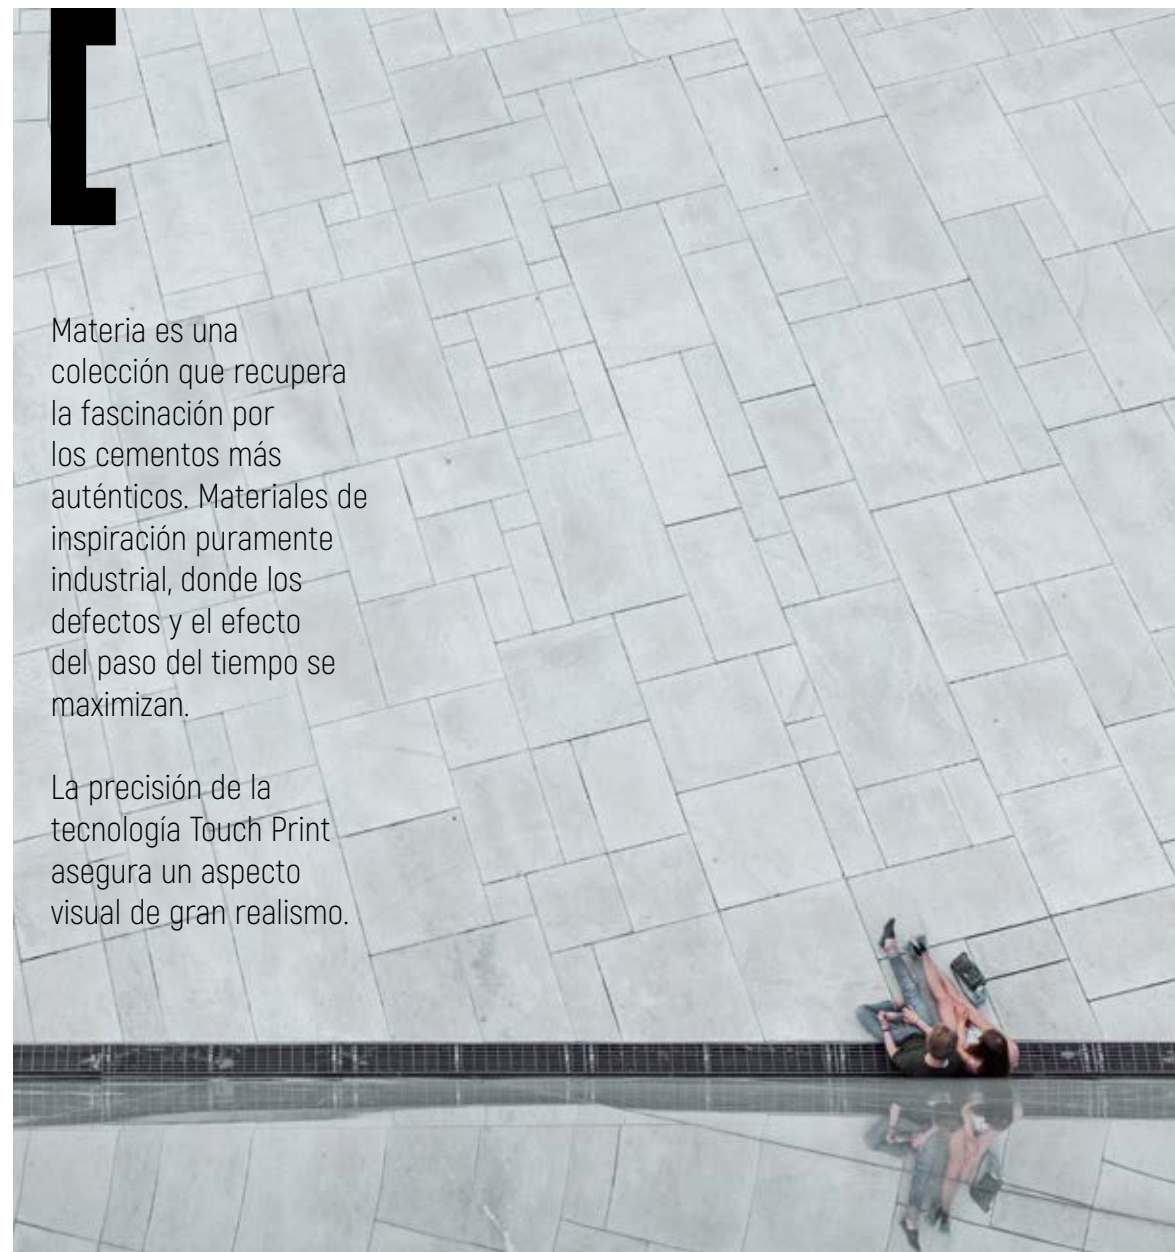 [
Materia es una
colección que recupera
la fascinación por
los cementos más
auténticos. Materiales de
inspiración puramente
industrial, donde los
defectos y el efecto
del paso del tiempo se
maximizan.
La precisión de la
tecnología Touch Print
asegura un aspecto
visual de gran realismo.